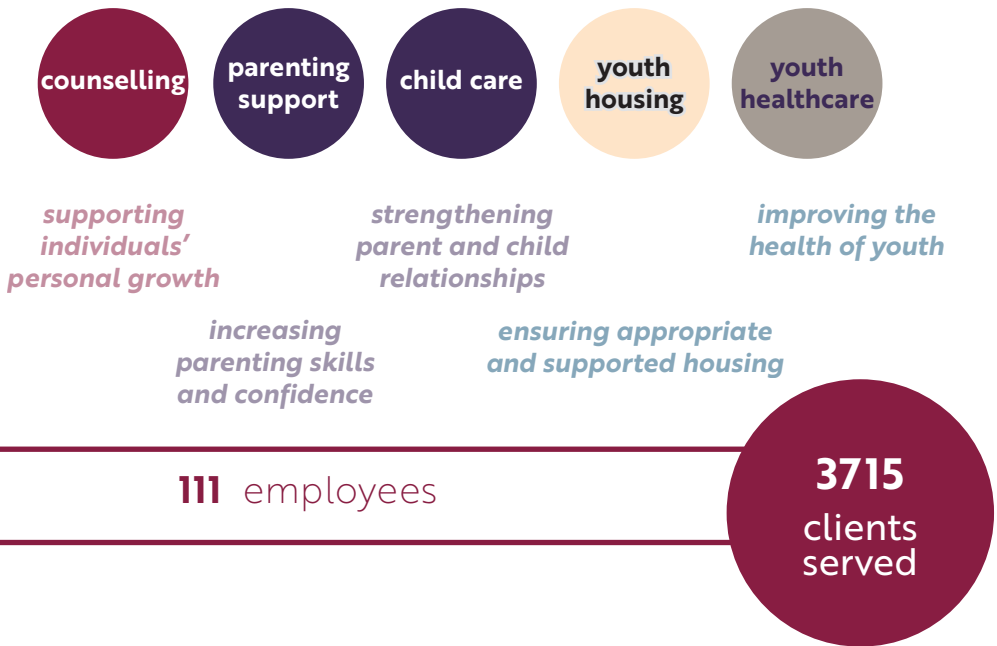 counselling
parenting
support
child care
youth
housing
youth
healthcare
supporting
individuals’
personal growth
increasing
parenting skills
and confidence
strengthening
parent and child
relationships
ensuring appropriate
and supported housing
improving the
health of youth
111 employees
3715
clients
served